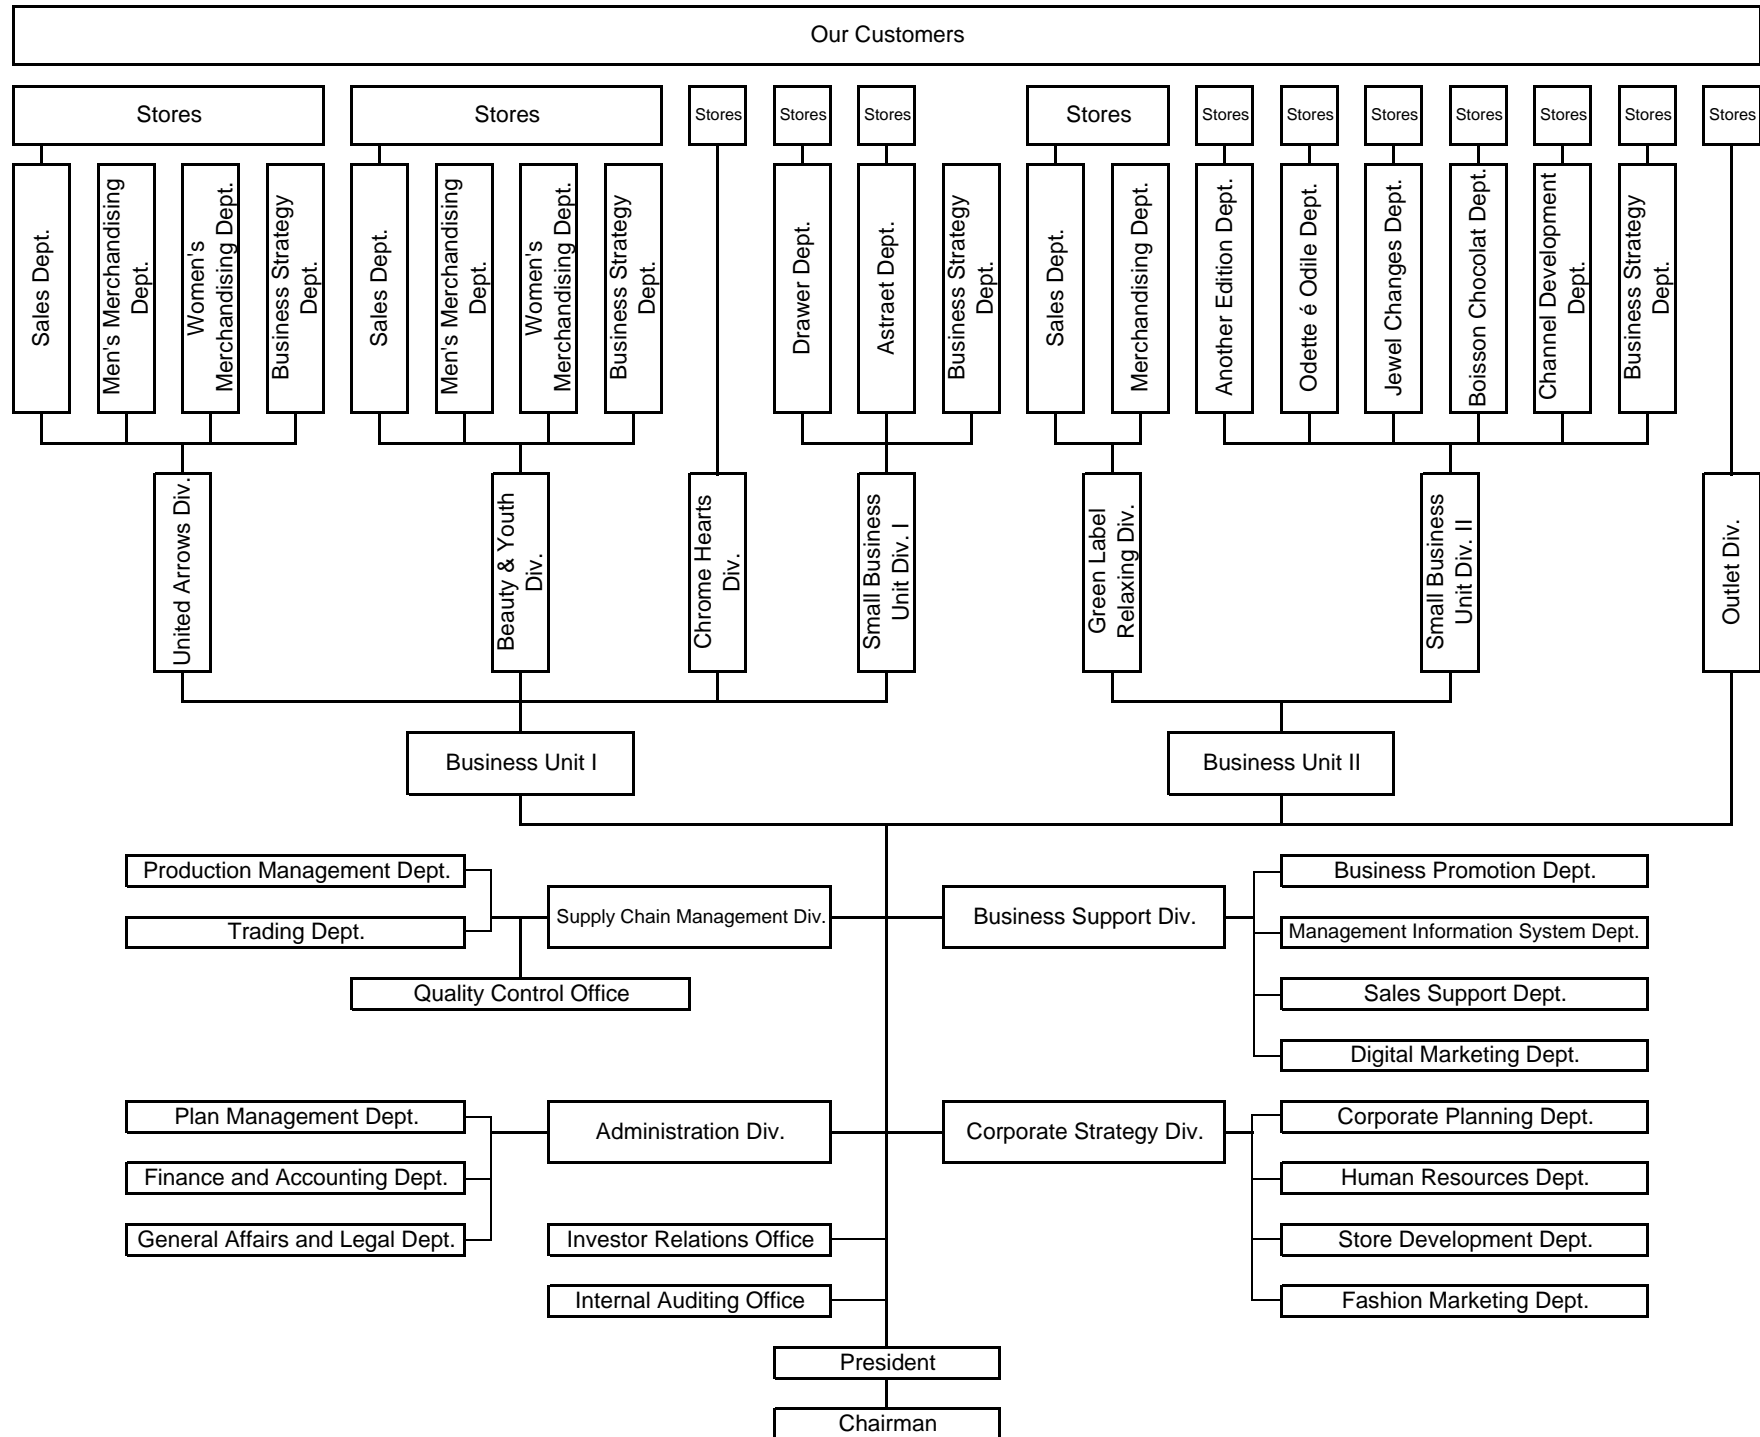 Our Customers
Stores
Stores
Stores
Stores
Stores
Stores
Stores
Stores
Stores
Stores
Stores
Stores
Stores
Sales Dept.
Men's Merchandising
Dept.
Women's
Merchandising Dept.
Business Strategy
Dept.
Sales Dept.
Men's Merchandising
Dept.
Women's
Merchandising Dept.
Business Strategy
Dept.
Drawer Dept.
Astraet Dept.
Business Strategy
Dept.
Sales Dept.
Merchandising Dept.
Another Edition Dept.
Odette é Odile Dept.
Jewel Changes Dept.
Boisson Chocolat Dept.
Channel Development
Dept.
Business Strategy
Dept.
United Arrows Div.
Beauty & Youth
Div.
Chrome Hearts
Div.
Small Business
Unit Div. I
Green Label
Relaxing Div.
Small Business
Unit Div. II
Outlet Div.
Business Unit I
Business Unit II
Production Management Dept.
Trading Dept.
Supply Chain Management Div.
Quality Control Office
Business Support Div.
Business Promotion Dept.
Management Information System Dept.
Sales Support Dept.
Digital Marketing Dept.
Plan Management Dept.
Finance and Accounting Dept.
General Affairs and Legal Dept.
Administration Div.
Corporate Strategy Div.
Corporate Planning Dept.
Human Resources Dept.
Store Development Dept.
Fashion Marketing Dept.
Investor Relations Office
Internal Auditing Office
President
Chairman